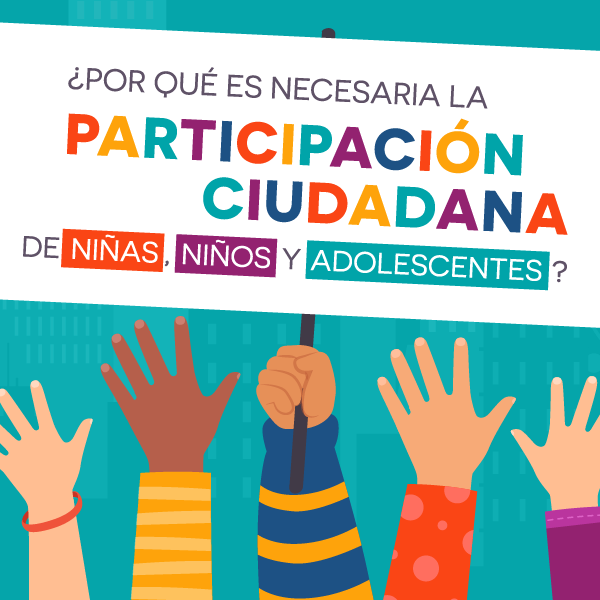 ¿POR QUÉ ES NECESARIA LA
PARTICIPACIÓN
CIUDADANA
DE NIÑAS, NIÑOS Y ADOLESCENTES?